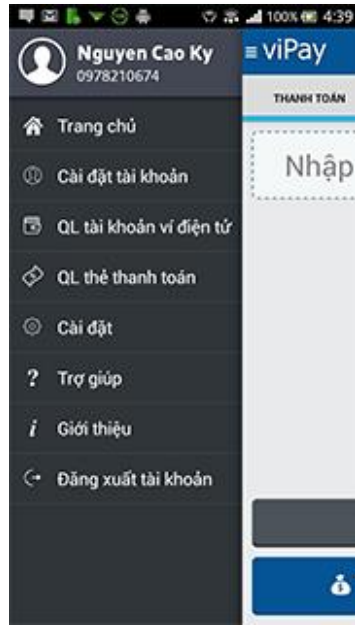 100% 4:39
Nguyen Cao Ky
0978210674
Trang chủ
Cài đặt tài khoản
QL tài khoản ví điện tử
QL thẻ thanh toán
Cài đặt
? Trợ giúp
i Giới thiệu
Đăng xuất tài khoản
viPay
THANH TOÁN
Nhập